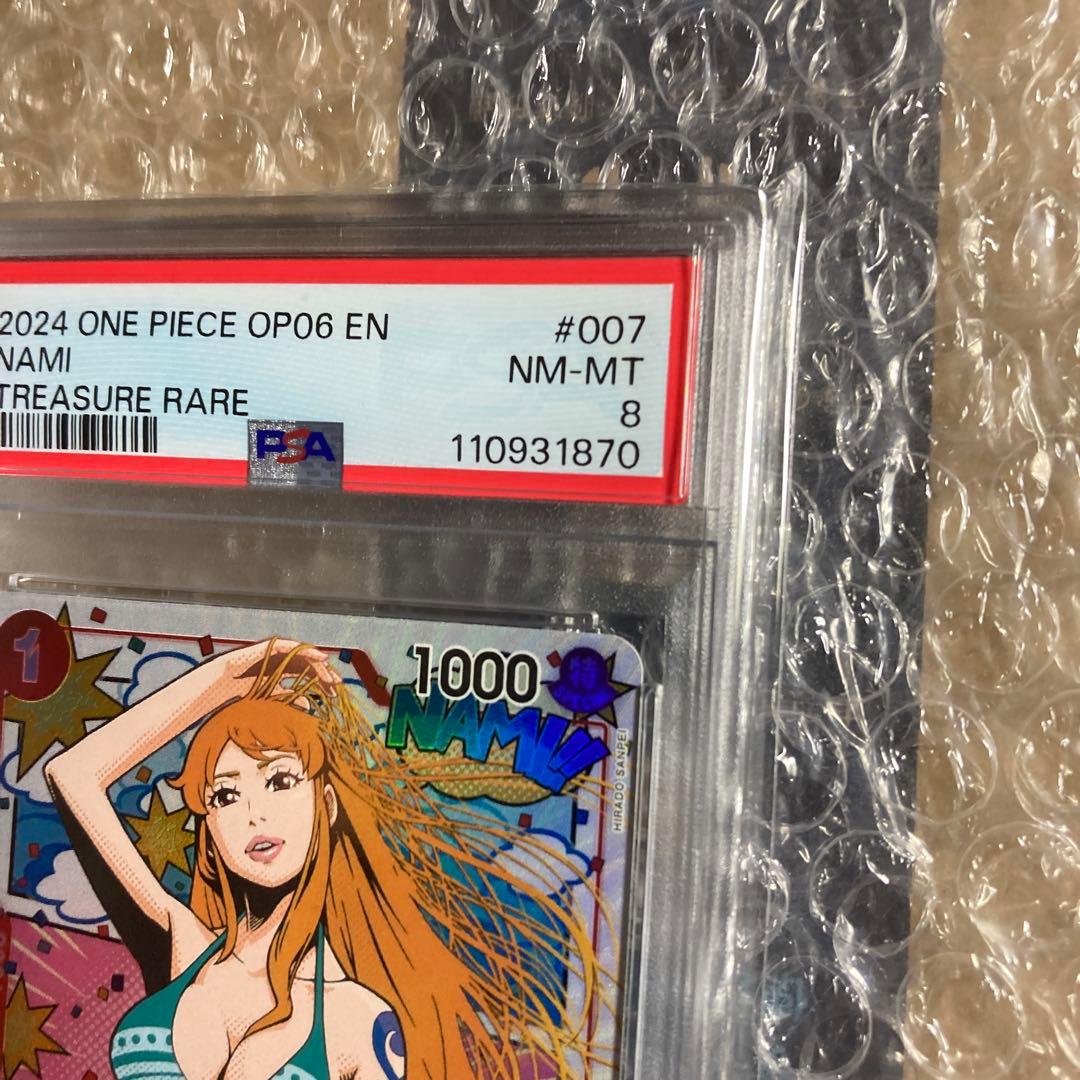 2024 ONE PIECE OP06 EN #007
NAMI NM-MT
TREASURE RARE 8
PSA 110931870
1
1000
特
NAMI!!
HIRADO SANPEI